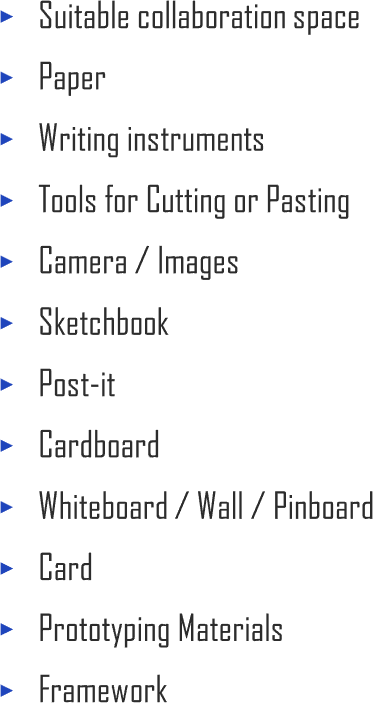 Suitable collaboration space
Paper
Writing instruments
Tools for Cutting or Pasting
Camera / Images
Sketchbook
Post-it
Cardboard
Whiteboard / Wall / Pinboard
Card
Prototyping Materials
Framework